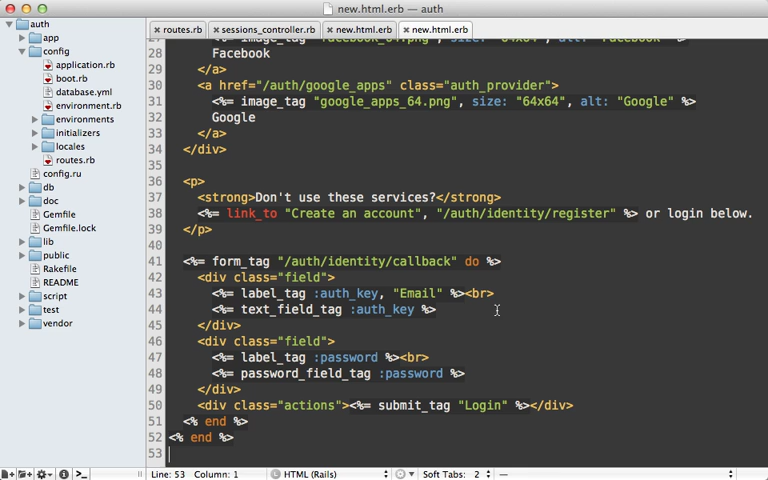 new.html.erb — auth
auth
app
config
application.rb
boot.rb
database.yml
environment.rb
environments
initializers
locales
routes.rb
config.ru
db
doc
Gemfile
Gemfile.lock
lib
public
Rakefile
README
script
test
vendor
routes.rb
sessions_controller.rb
new.html.erb
new.html.erb
28 Facebook
29 </a>
30 <a href="/auth/google_apps" class="auth_provider">
31 <%= image_tag "google_apps_64.png", size: "64x64", alt: "Google" %>
32 Google
33 </a>
34 </div>
35
36 <p>
37 <strong>Don't use these services?</strong>
38 <%= link_to "Create an account", "/auth/identity/register" %> or login below.
39 </p>
40
41 <%= form_tag "/auth/identity/callback" do %>
42 <div class="field">
43 <%= label_tag :auth_key, "Email" %><br>
44 <%= text_field_tag :auth_key %>
45 </div>
46 <div class="field">
47 <%= label_tag :password %><br>
48 <%= password_field_tag :password %>
49 </div>
50 <div class="actions"><%= submit_tag "Login" %></div>
51 <% end %>
52 <% end %>
53
Line: 53 Column: 1 HTML (Rails) Soft Tabs: 2 —